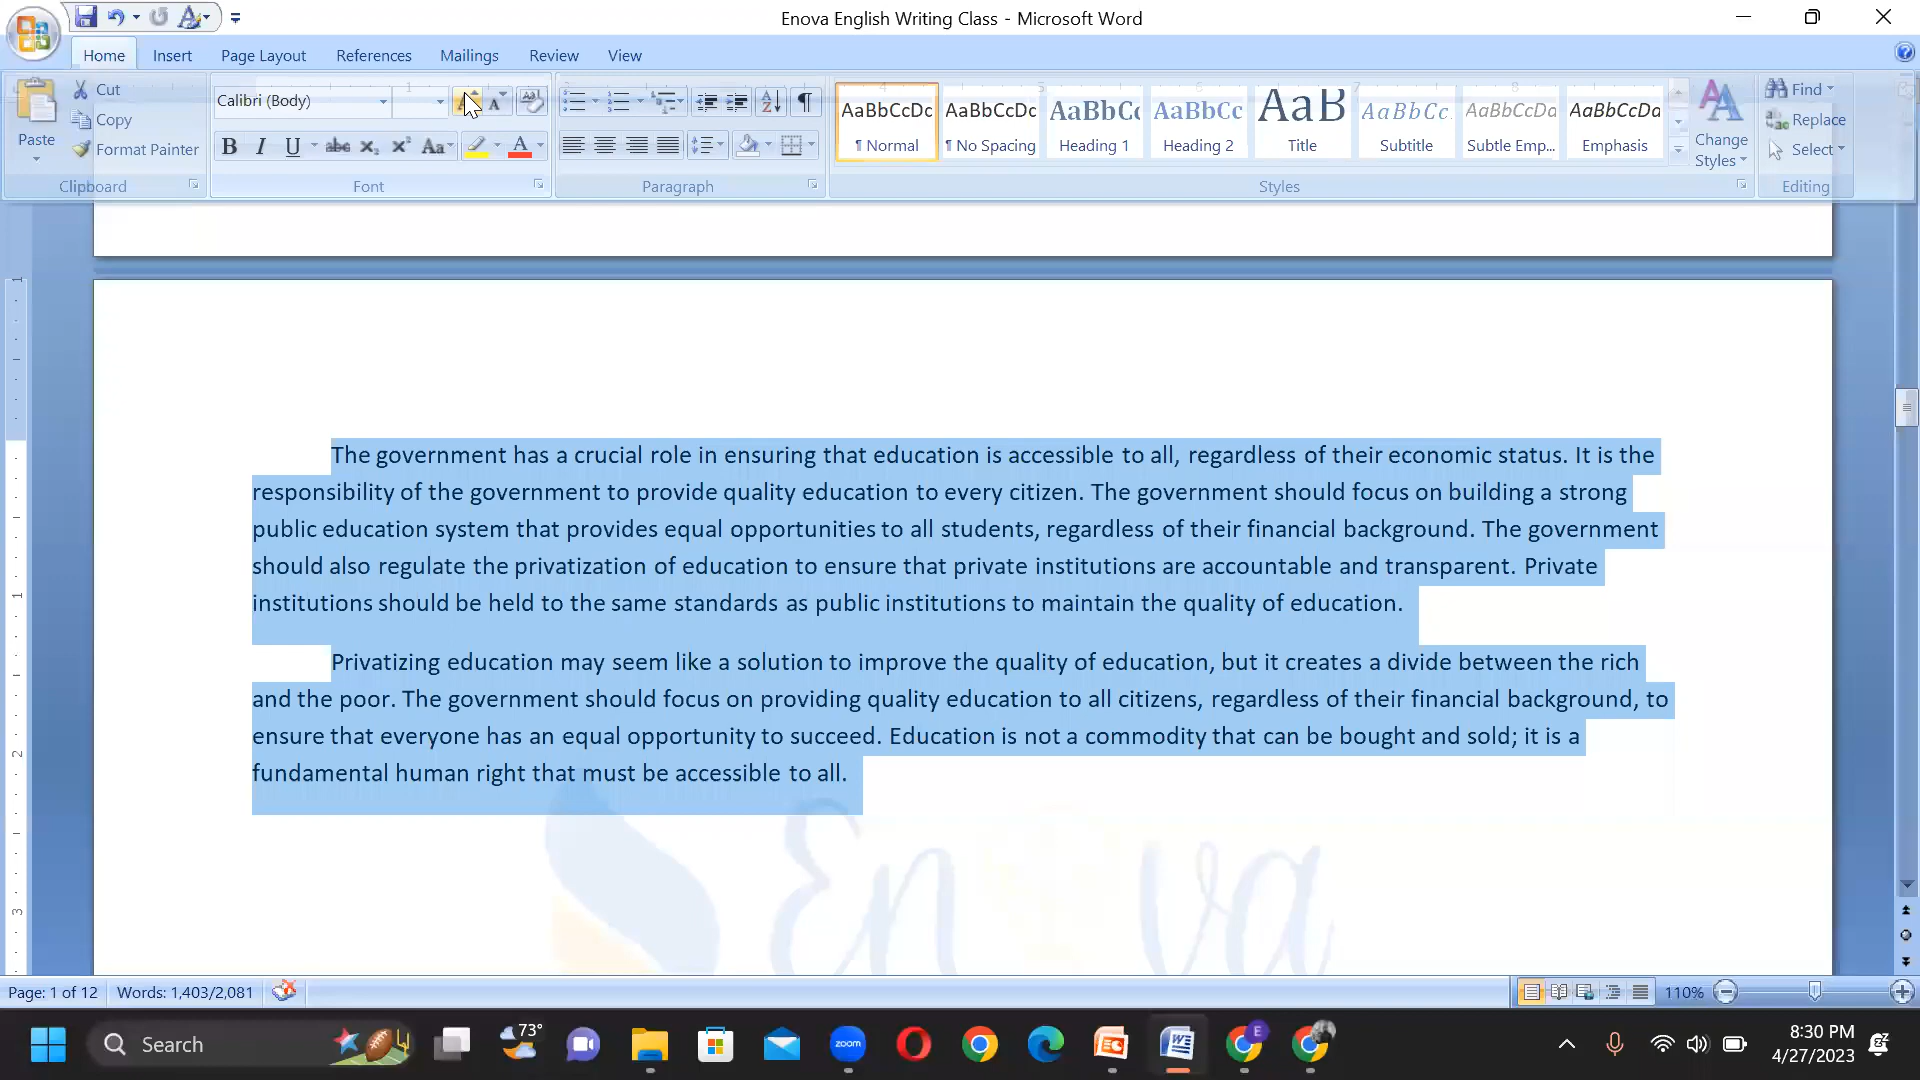 Enova English Writing Class - Microsoft Word
Home Insert Page Layout References Mailings Review View
Paste
Cut
Copy
Format Painter
Clipboard
Calibri (Body)
Font
Paragraph
AaBbCcDc AaBbCcDc AaBbCc AaBbCc AaB AaBbCc. AaBbCcDc AaBbCcDc
¶ Normal ¶ No Spacing Heading 1 Heading 2 Title Subtitle Subtle Emp... Emphasis
Change Styles
Styles
Find
Replace
Select
Editing
The government has a crucial role in ensuring that education is accessible to all, regardless of their economic status. It is the
responsibility of the government to provide quality education to every citizen. The government should focus on building a strong
public education system that provides equal opportunities to all students, regardless of their financial background. The government
should also regulate the privatization of education to ensure that private institutions are accountable and transparent. Private
institutions should be held to the same standards as public institutions to maintain the quality of education.
Privatizing education may seem like a solution to improve the quality of education, but it creates a divide between the rich
and the poor. The government should focus on providing quality education to all citizens, regardless of their financial background, to
ensure that everyone has an equal opportunity to succeed. Education is not a commodity that can be bought and sold; it is a
fundamental human right that must be accessible to all.
Enova
Page: 1 of 12 Words: 1,403/2,081 110%
Search 73° zoom 8:30 PM
4/27/2023